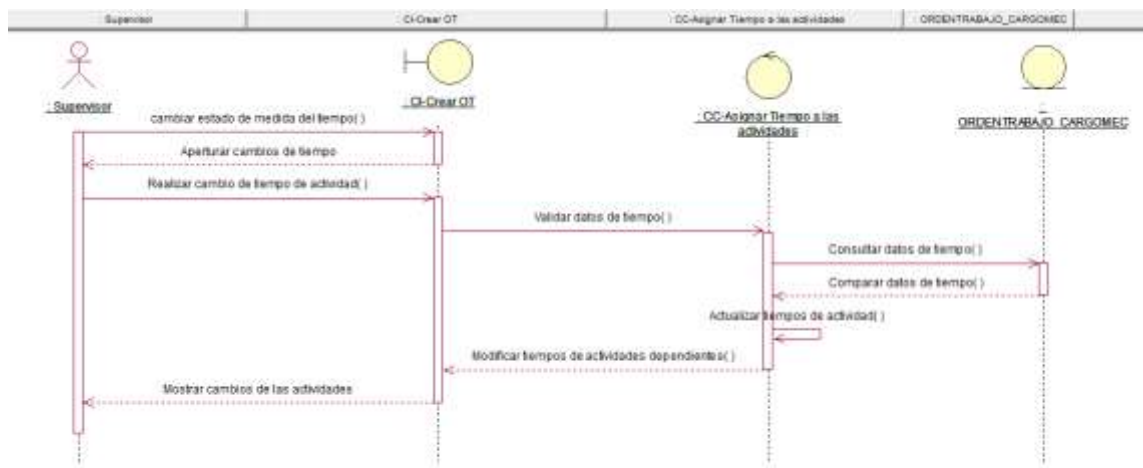 Supervisor
: CI-Crear OT
: CC-Asignar Tiempo a las actividades
: ORDENTRABAJO_CARGOMEC
: Supervisor
: CI-Crear OT
: CC-Asignar Tiempo a las
actividades
ORDENTRABAJO_CARGOMEC
cambiar estado de medida del tiempo( )
Aperturar cambios de tiempo
Realizar cambio de tiempo de actividad( )
Validar datos de tiempo( )
Consultar datos de tiempo( )
Comparar datos de tiempo( )
Actualizar tiempos de actividad( )
Modificar tiempos de actividades dependientes( )
Mostrar cambios de las actividades